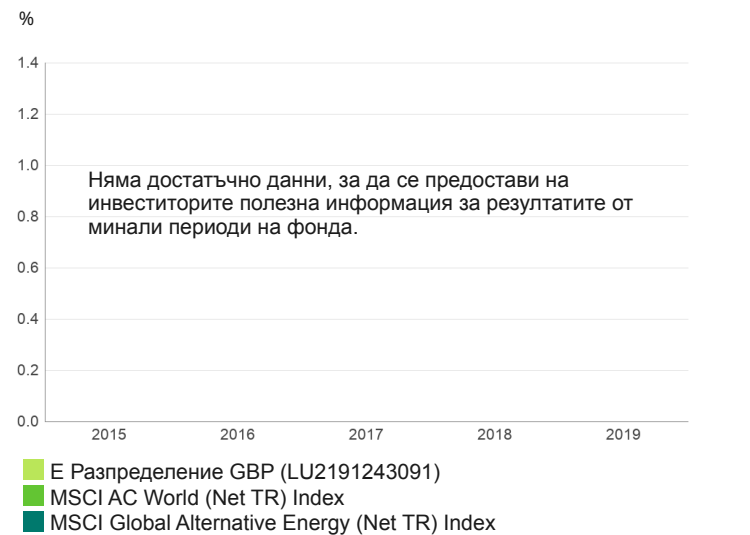 %
1.4
1.2
1.0
Няма достатъчно данни, за да се предостави на
инвеститорите полезна информация за резултатите от
минали периоди на фонда.
0.8
0.6
0.4
0.2
0.0
2015 2016 2017 2018 2019
E Разпределение GBP (LU2191243091)
MSCI AC World (Net TR) Index
MSCI Global Alternative Energy (Net TR) Index